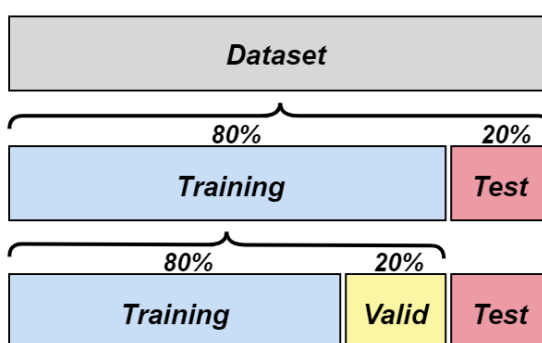 Dataset
80% 20%
Training Test
80% 20%
Training Valid Test